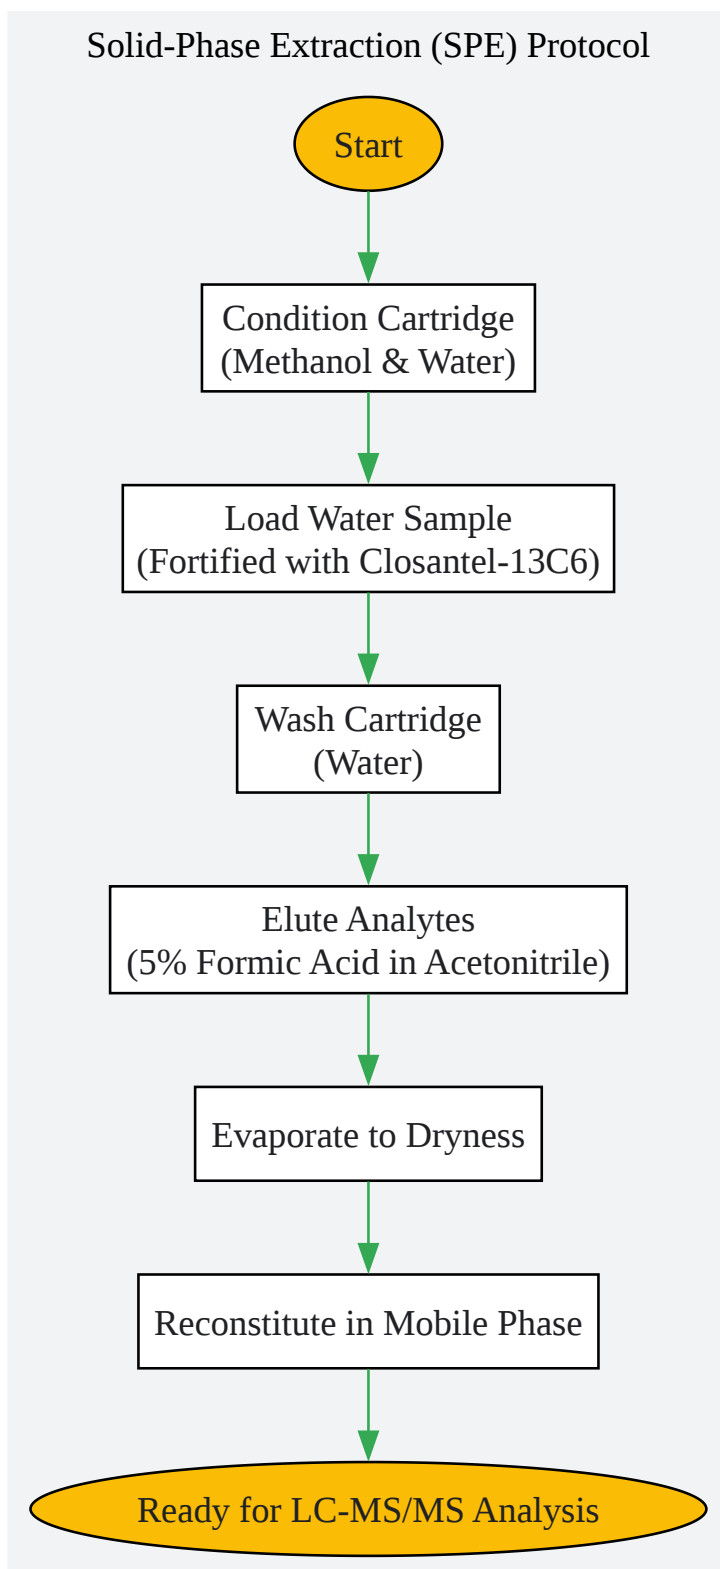 Solid-Phase Extraction (SPE) Protocol
Start
Condition Cartridge
(Methanol & Water)
Load Water Sample
(Fortified with Closantel-13C6)
Wash Cartridge
(Water)
Elute Analytes
(5% Formic Acid in Acetonitrile)
Evaporate to Dryness
Reconstitute in Mobile Phase
Ready for LC-MS/MS Analysis